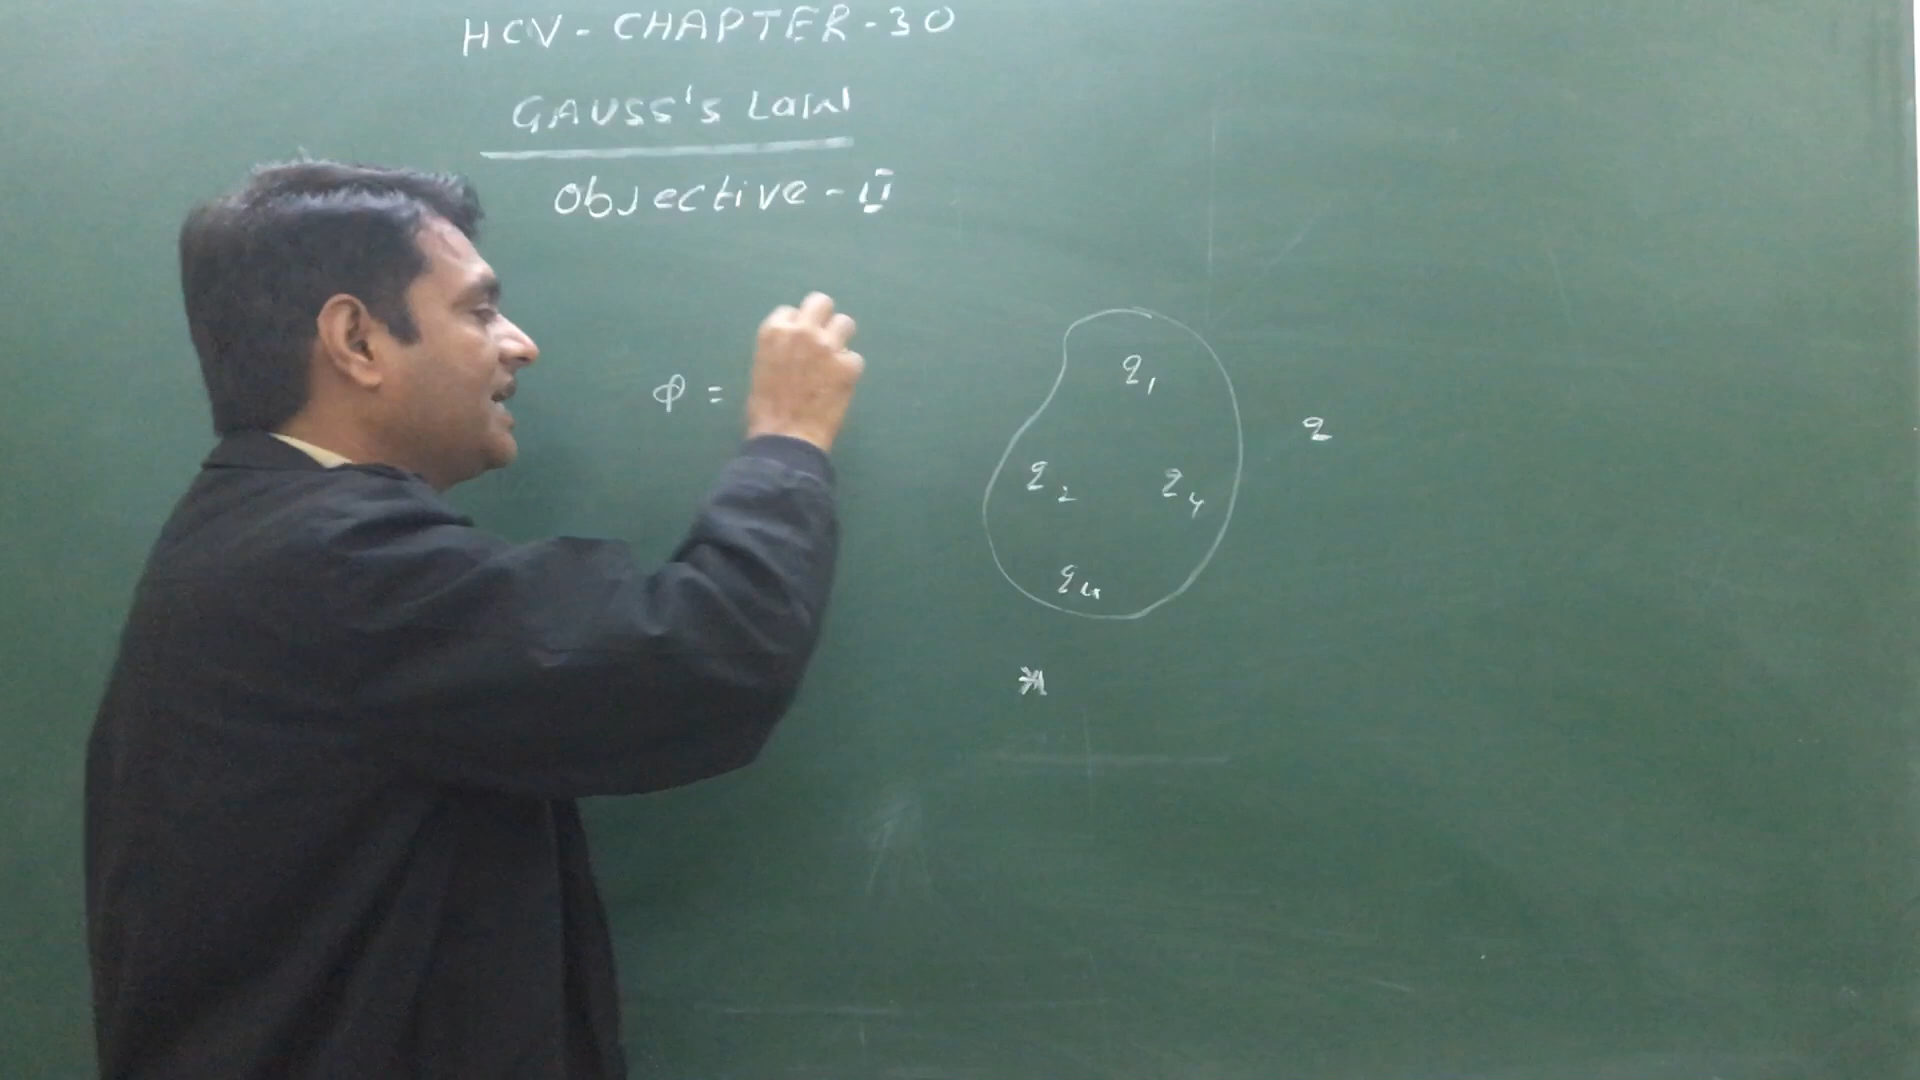 HCV - CHAPTER - 30
GAUSS'S Law
Objective - II
φ =
q1
q
q2
q4
q4